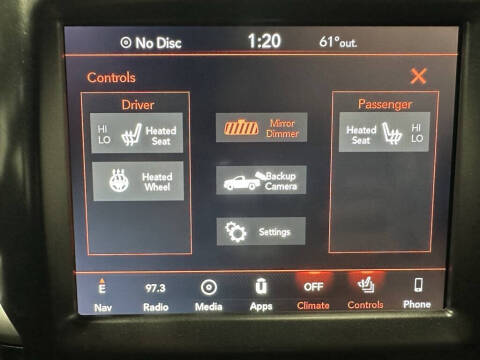 No Disc 1:20 61°out.
Controls
Driver
Passenger
HI
LO
Heated
Seat
Mirror
Dimmer
Heated
Seat
HI
LO
Heated
Wheel
Backup
Camera
Settings
E 97.3 U OFF
Nav Radio Media Apps Climate Controls Phone